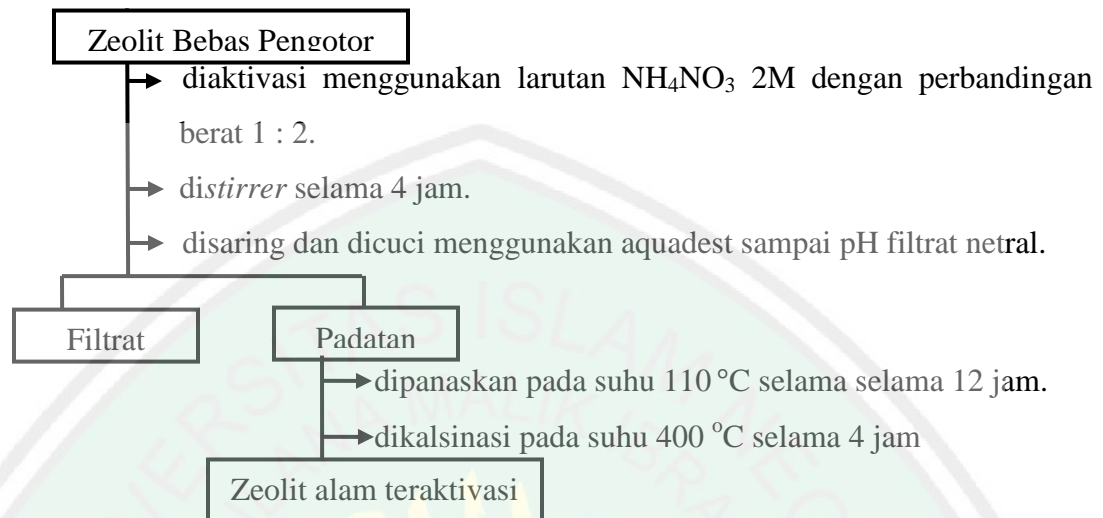 Zeolit Bebas Pengotor
diaktivasi menggunakan larutan NH₄NO₃ 2M dengan perbandingan
berat 1 : 2.
distirrer selama 4 jam.
disaring dan dicuci menggunakan aquadest sampai pH filtrat netral.
Filtrat
Padatan
dipanaskan pada suhu 110 °C selama selama 12 jam.
dikalsinasi pada suhu 400 °C selama 4 jam
Zeolit alam teraktivasi